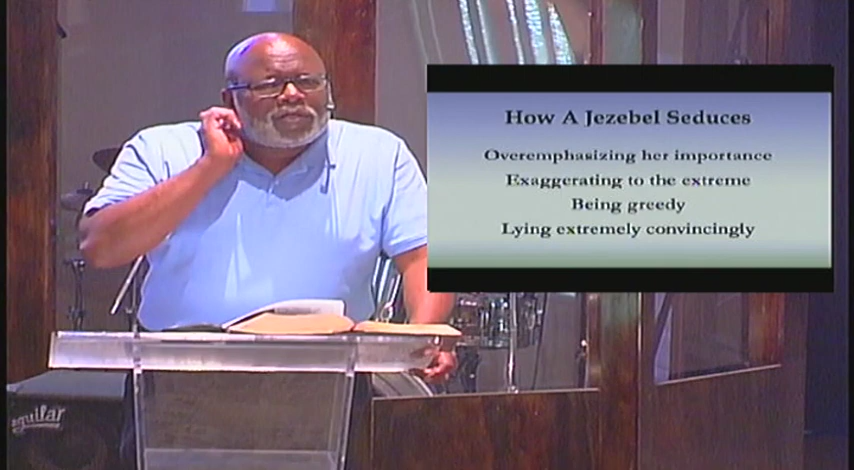 How A Jezebel Seduces
Overemphasizing her importance
Exaggerating to the extreme
Being greedy
Lying extremely convincingly
aguilar